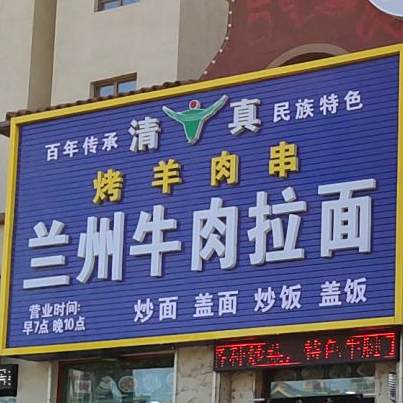 百年传承 清真 民族特色
烤羊肉串
兰州牛肉拉面
营业时间:
早7点 晚10点
炒面 盖面 炒饭 盖饭